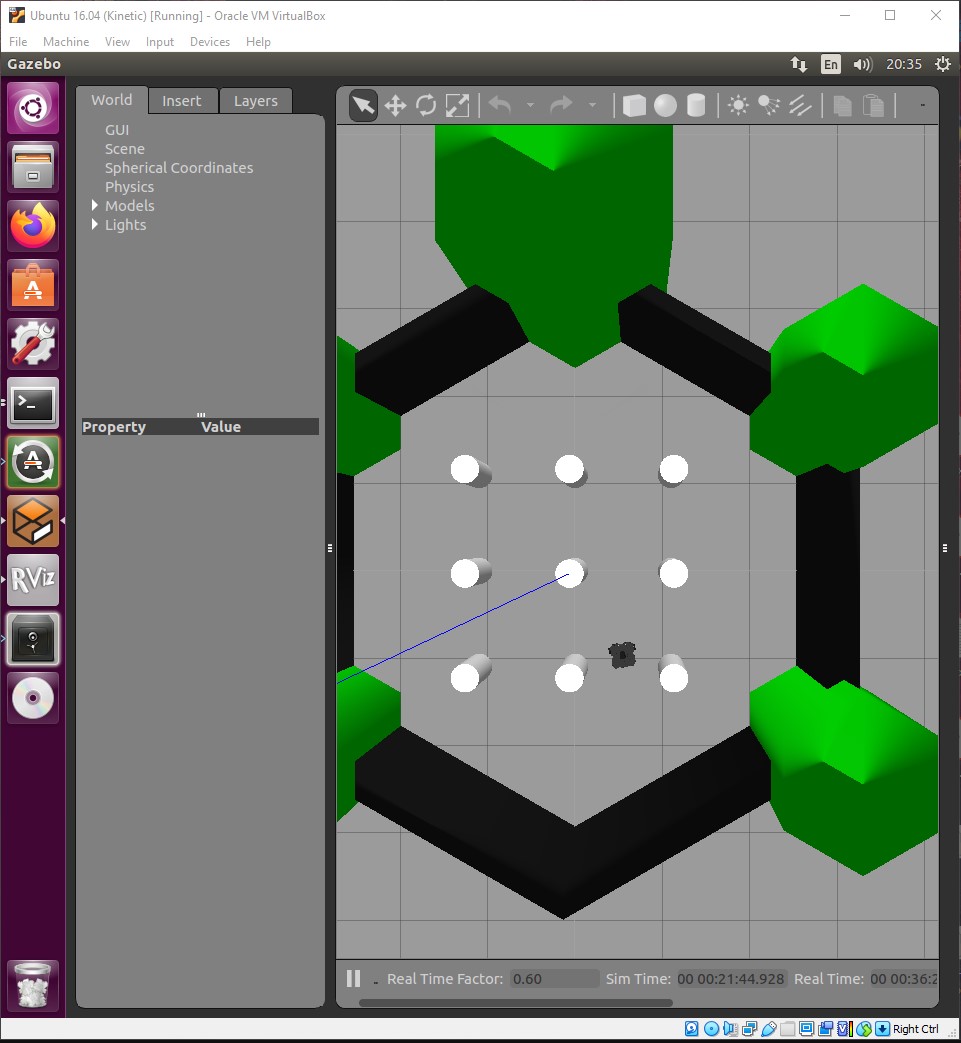 Ubuntu 16.04 (Kinetic) [Running] - Oracle VM VirtualBox
File Machine View Input Devices Help
Gazebo En 20:35
World Insert Layers
GUI
Scene
Spherical Coordinates
Physics
Models
Lights
Property Value
RViz
Real Time Factor: 0.60 Sim Time: 00 00:21:44.928 Real Time: 00 00:36:2
Right Ctrl